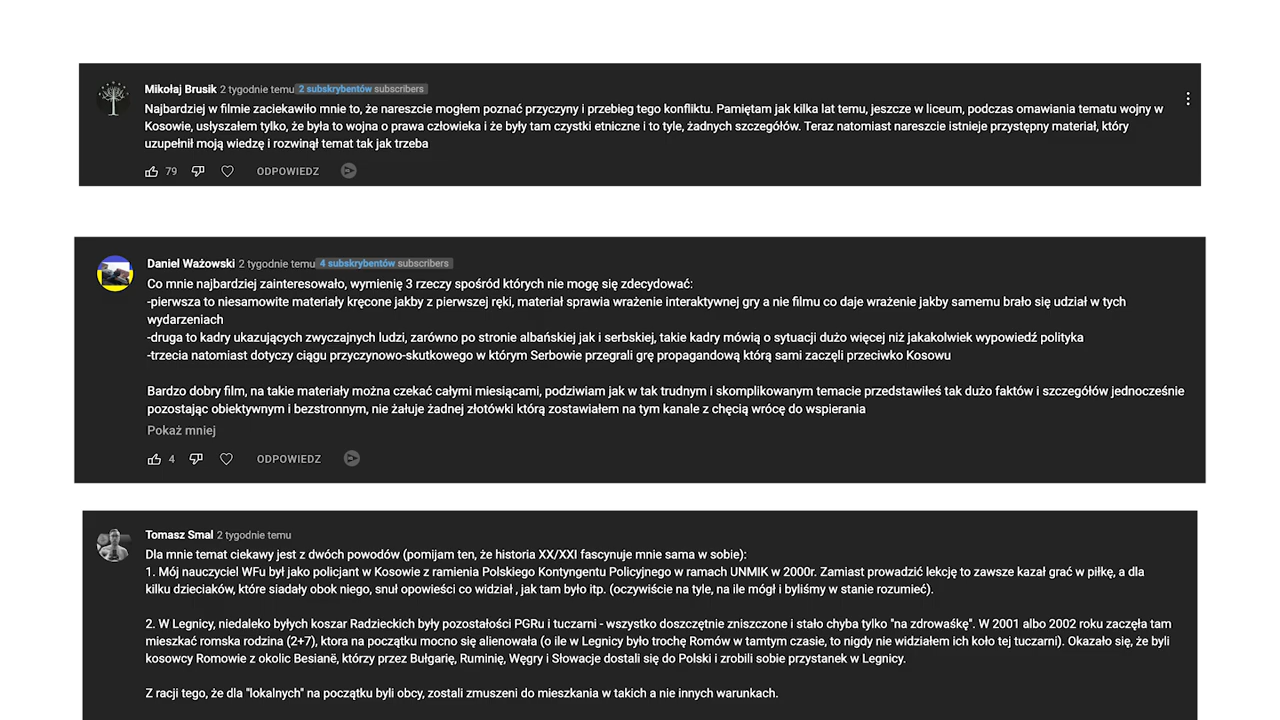 Mikołaj Brusik 2 tygodnie temu 2 subskrybentów subscribers
Najbardziej w filmie zaciekawiło mnie to, że nareszcie mogłem poznać przyczyny i przebieg tego konfliktu. Pamiętam jak kilka lat temu, jeszcze w liceum, podczas omawiania tematu wojny w
Kosowie, usłyszałem tylko, że była to wojna o prawa człowieka i że były tam czystki etniczne i to tyle, żadnych szczegółów. Teraz natomiast nareszcie istnieje przystępny materiał, który
uzupełnił moją wiedzę i rozwinął temat tak jak trzeba
79 ODPOWIEDZ
Daniel Ważowski 2 tygodnie temu 4 subskrybentów subscribers
Co mnie najbardziej zainteresowało, wymienię 3 rzeczy spośród których nie mogę się zdecydować:
-pierwsza to niesamowite materiały kręcone jakby z pierwszej ręki, materiał sprawia wrażenie interaktywnej gry a nie filmu co daje wrażenie jakby samemu brało się udział w tych
wydarzeniach
-druga to kadry ukazujących zwyczajnych ludzi, zarówno po stronie albańskiej jak i serbskiej, takie kadry mówią o sytuacji dużo więcej niż jakakolwiek wypowiedź polityka
-trzecia natomiast dotyczy ciągu przyczynowo-skutkowego w którym Serbowie przegrali grę propagandową którą sami zaczęli przeciwko Kosowu
Bardzo dobry film, na takie materiały można czekać całymi miesiącami, podziwiam jak w tak trudnym i skomplikowanym temacie przedstawiłeś tak dużo faktów i szczegółów jednocześnie
pozostając obiektywnym i bezstronnym, nie żałuje żadnej złotówki którą zostawiałem na tym kanale z chęcią wrócę do wspierania
Pokaż mniej
4 ODPOWIEDZ
Tomasz Smal 2 tygodnie temu
Dla mnie temat ciekawy jest z dwóch powodów (pomijam ten, że historia XX/XXI fascynuje mnie sama w sobie):
1. Mój nauczyciel WFu był jako policjant w Kosowie z ramienia Polskiego Kontyngentu Policyjnego w ramach UNMIK w 2000r. Zamiast prowadzić lekcję to zawsze kazał grać w piłkę, a dla
kilku dzieciaków, które siadały obok niego, snuł opowieści co widział , jak tam było itp. (oczywiście na tyle, na ile mógł i byliśmy w stanie rozumieć).
2. W Legnicy, niedaleko byłych koszar Radzieckich były pozostałości PGRu i tuczarni - wszystko doszczętnie zniszczone i stało chyba tylko "na zdrowaśkę". W 2001 albo 2002 roku zaczęła tam
mieszkać romska rodzina (2+7), ktora na początku mocno się alienowała (o ile w Legnicy było trochę Romów w tamtym czasie, to nigdy nie widziałem ich koło tej tuczarni). Okazało się, że byli
kosowcy Romowie z okolic Besianë, którzy przez Bułgarię, Ruminię, Węgry i Słowacje dostali się do Polski i zrobili sobie przystanek w Legnicy.
Z racji tego, że dla "lokalnych" na początku byli obcy, zostali zmuszeni do mieszkania w takich a nie innych warunkach.